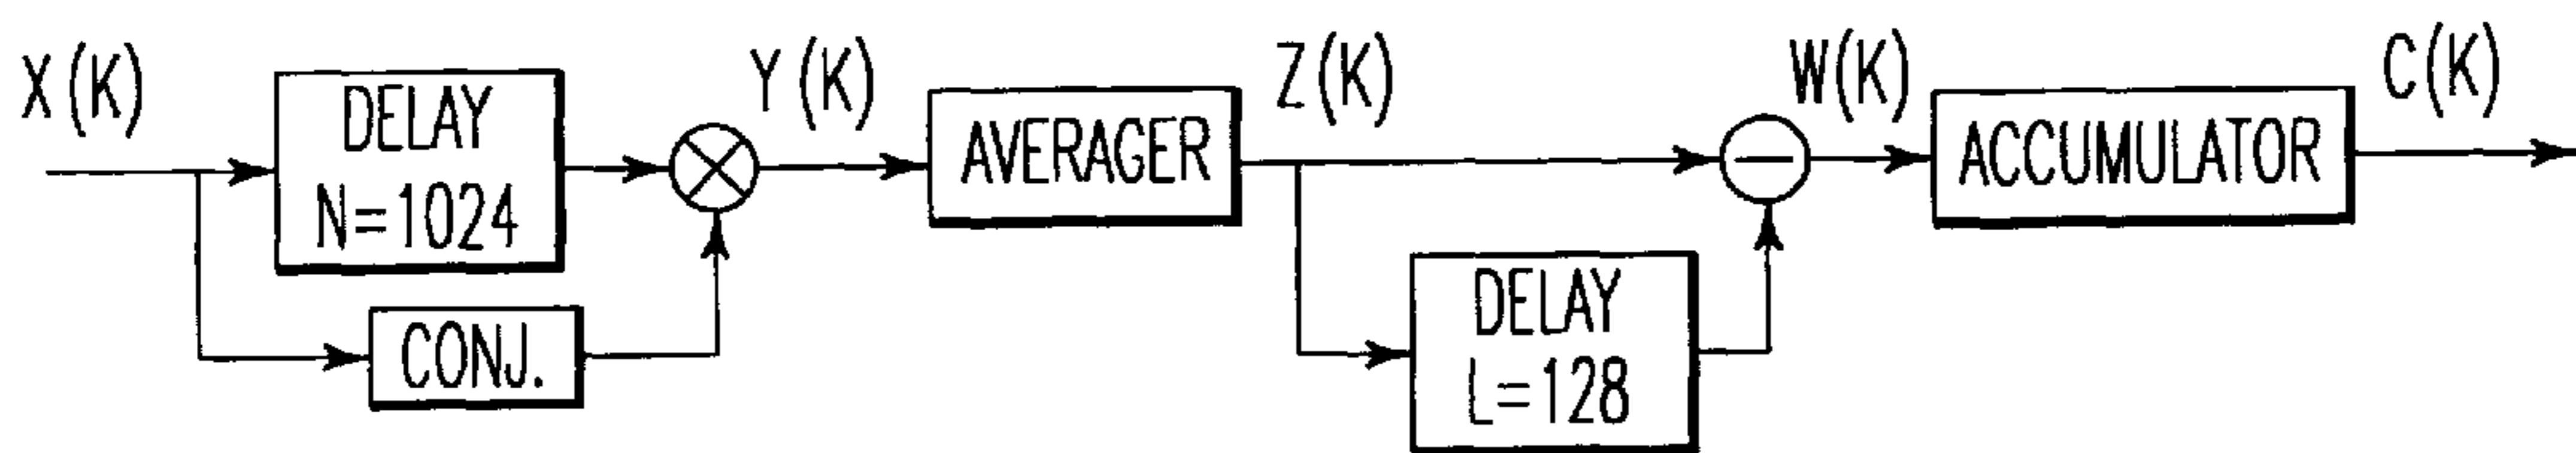 X(K)
DELAY
N=1024
CONJ.
Y(K)
AVERAGER
Z(K)
DELAY
L=128
W(K)
ACCUMULATOR
C(K)